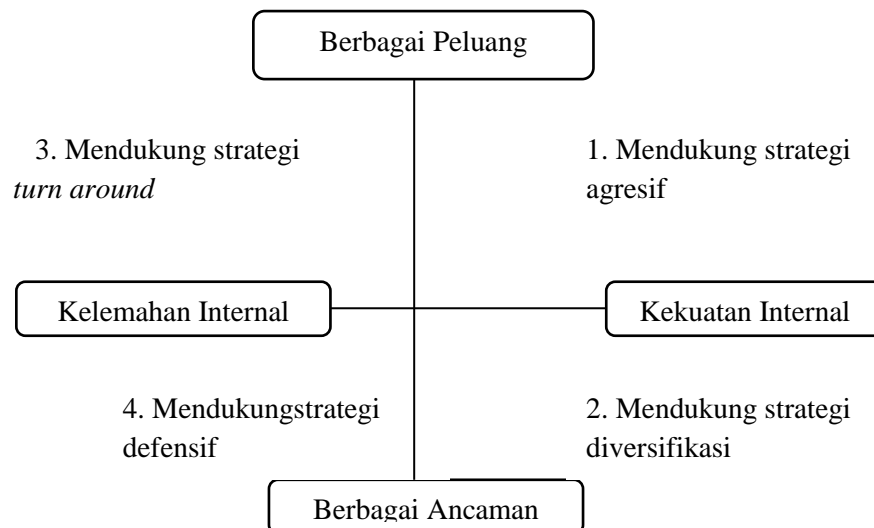 Berbagai Peluang
3. Mendukung strategi
turn around
1. Mendukung strategi
agresif
Kelemahan Internal
Kekuatan Internal
4. Mendukungstrategi
defensif
2. Mendukung strategi
diversifikasi
Berbagai Ancaman